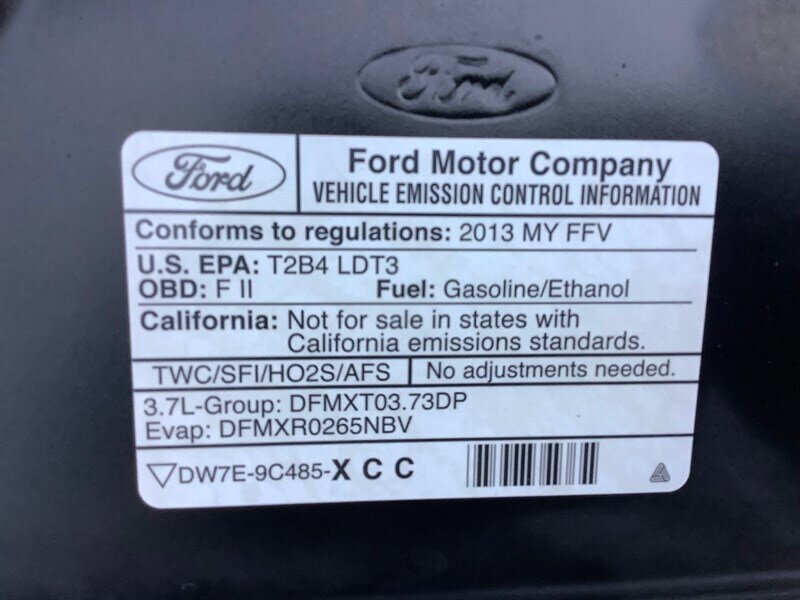 Ford
Ford
Ford Motor Company
VEHICLE EMISSION CONTROL INFORMATION
Conforms to regulations: 2013 MY FFV
U.S. EPA: T2B4 LDT3
OBD: F II Fuel: Gasoline/Ethanol
California: Not for sale in states with
California emissions standards.
TWC/SFI/HO2S/AFS No adjustments needed.
3.7L-Group: DFMXT03.73DP
Evap: DFMXR0265NBV
DW7E-9C485-X C C